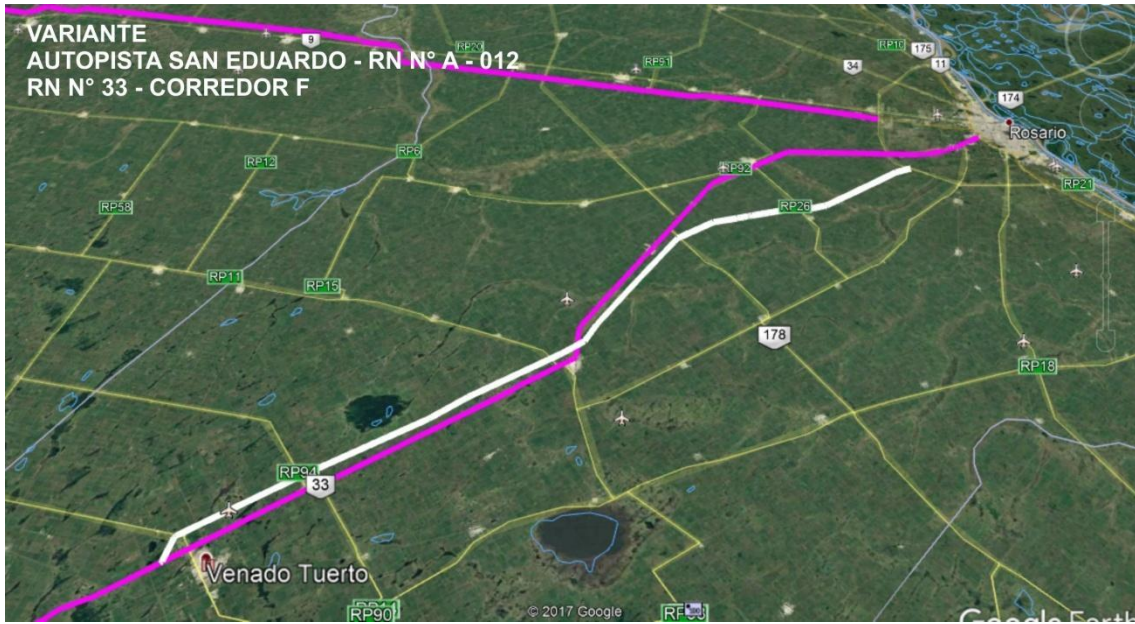 VARIANTE
AUTOPISTA SAN EDUARDO - RN N° A - 012
RN N° 33 - CORREDOR F
9
RP20
RP91
RP10
175
34
11
174
Rosario
RP6
RP12
RP92
RP21
RP58
RP26
RP11
RP15
178
RP18
RP94
33
Venado Tuerto
RP90
© 2017 Google
Google Earth